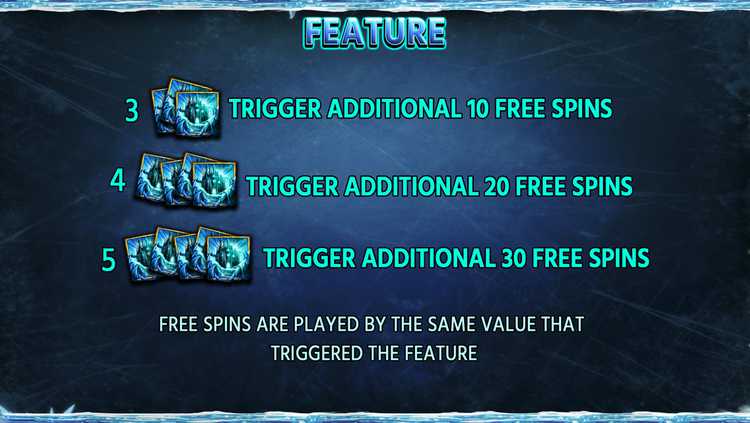 FEATURE
3 TRIGGER ADDITIONAL 10 FREE SPINS
4 TRIGGER ADDITIONAL 20 FREE SPINS
5 TRIGGER ADDITIONAL 30 FREE SPINS
FREE SPINS ARE PLAYED BY THE SAME VALUE THAT
TRIGGERED THE FEATURE